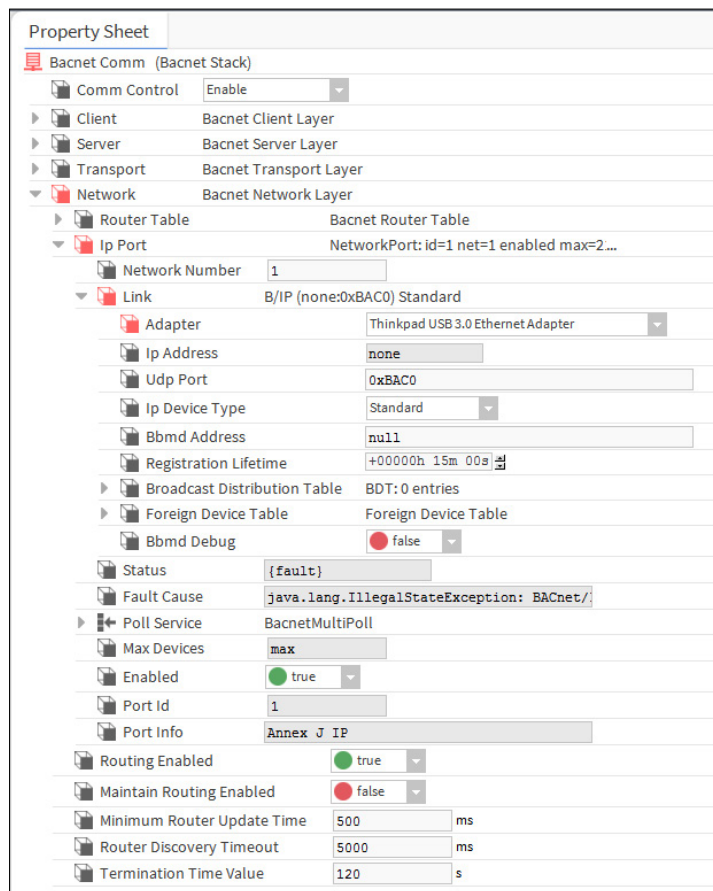 Property Sheet
Bacnet Comm (Bacnet Stack)
Comm Control Enable
Client Bacnet Client Layer
Server Bacnet Server Layer
Transport Bacnet Transport Layer
Network Bacnet Network Layer
Router Table Bacnet Router Table
Ip Port NetworkPort: id=1 net=1 enabled max=2...
Network Number 1
Link B/IP (none:0xBAC0) Standard
Adapter Thinkpad USB 3.0 Ethernet Adapter
Ip Address none
Udp Port 0xBAC0
Ip Device Type Standard
Bbmd Address null
Registration Lifetime +00000h 15m 00s
Broadcast Distribution Table BDT: 0 entries
Foreign Device Table Foreign Device Table
Bbmd Debug false
Status {fault}
Fault Cause java.lang.IllegalStateException: BACnet/
Poll Service BacnetMultiPoll
Max Devices max
Enabled true
Port Id 1
Port Info Annex J IP
Routing Enabled true
Maintain Routing Enabled false
Minimum Router Update Time 500 ms
Router Discovery Timeout 5000 ms
Termination Time Value 120 s